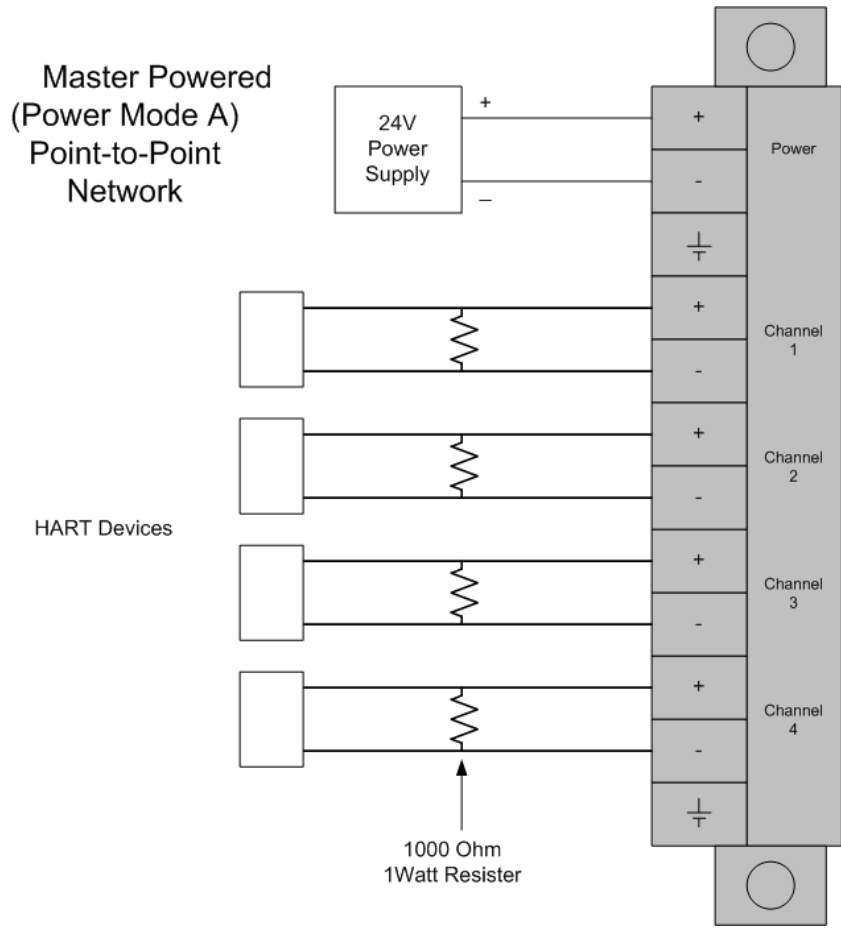 Master Powered
(Power Mode A)
Point-to-Point
Network
24V
Power
Supply
+
–
+
-
Power
+
-
Channel
1
+
-
Channel
2
HART Devices
+
-
Channel
3
+
-
Channel
4
1000 Ohm
1Watt Resister